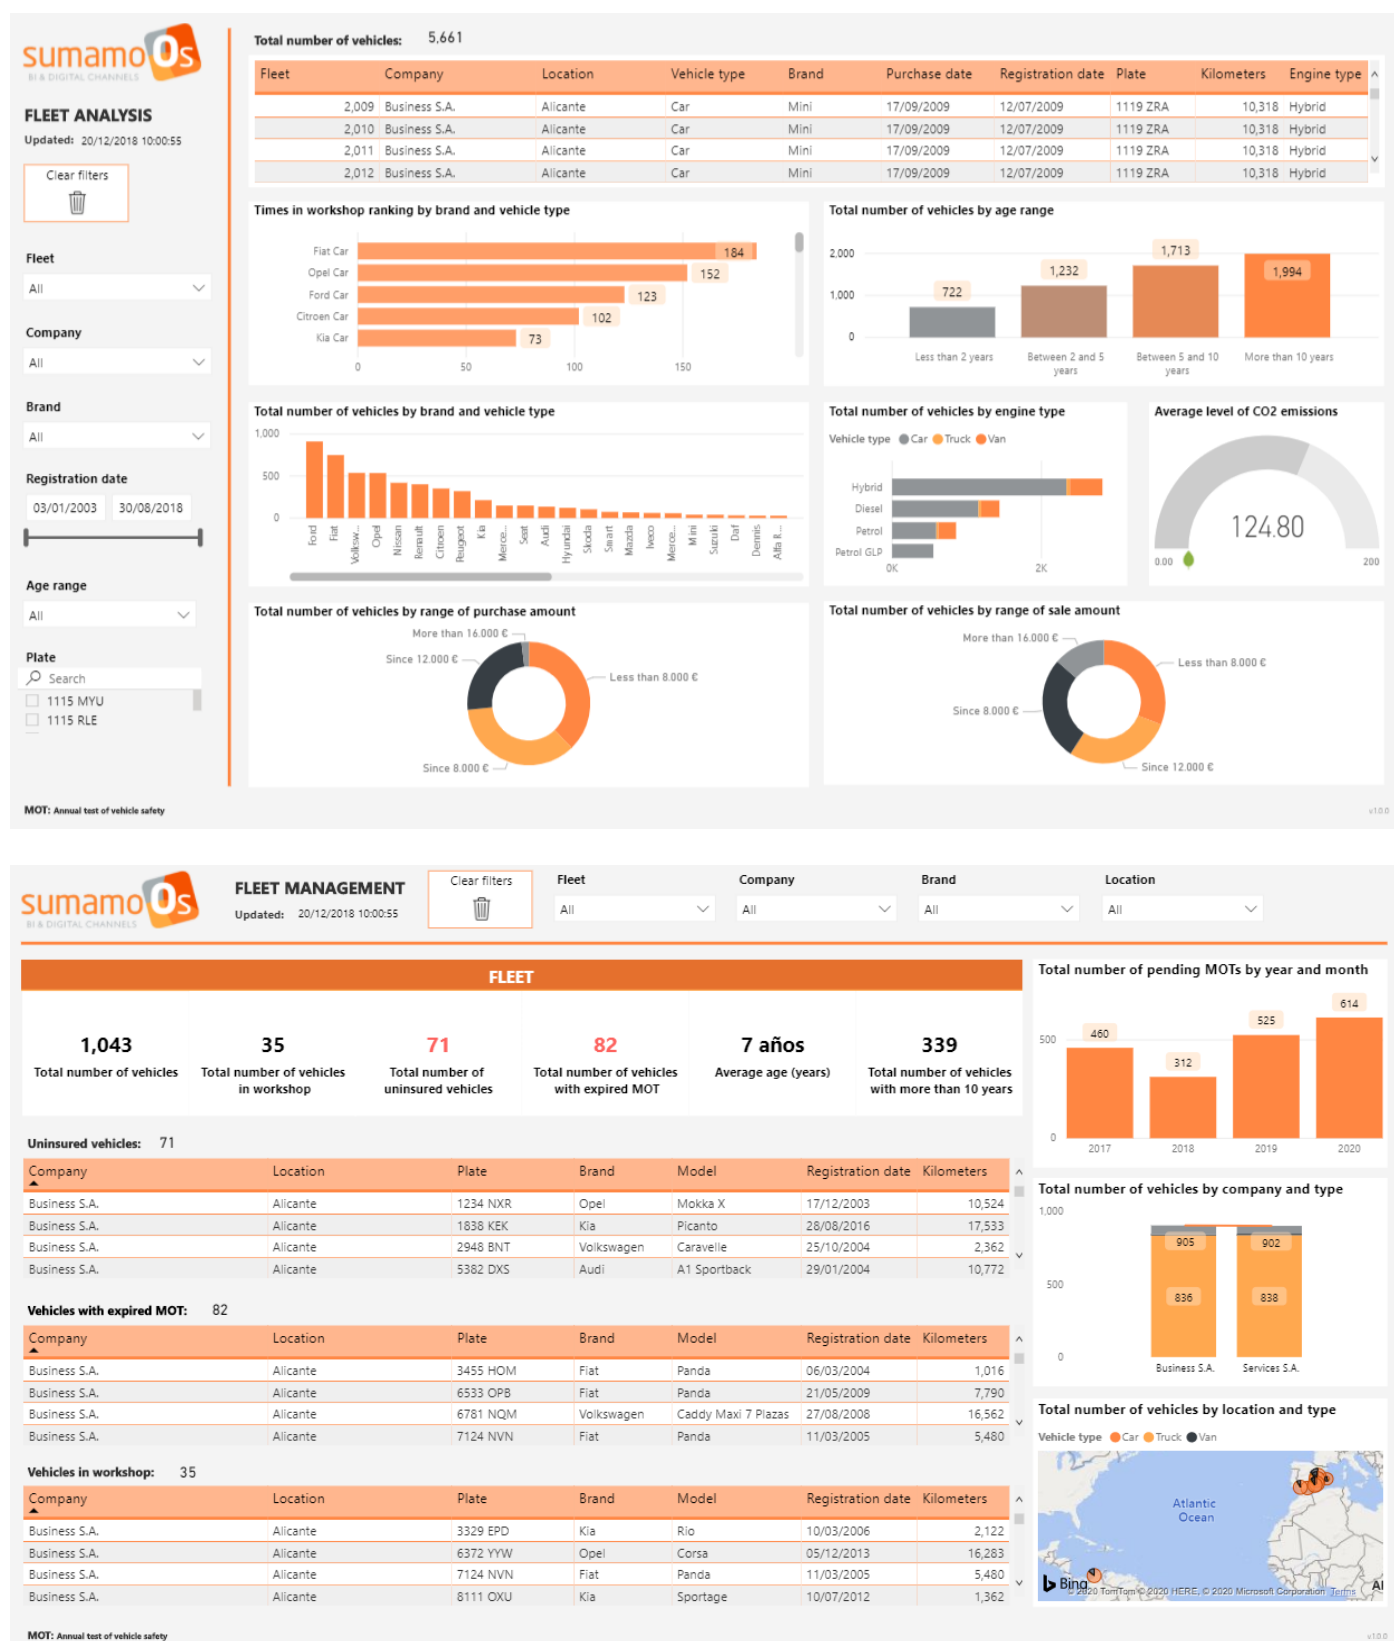 sumamo Os
BI & DIGITAL CHANNELS
FLEET ANALYSIS
Updated: 20/12/2018 10:00:55
Clear filters
Fleet
All
Company
All
Brand
All
Registration date
03/01/2003 30/08/2018
Age range
All
Plate
Search
1115 MYU
1115 RLE
MOT: Annual test of vehicle safety
Total number of vehicles: 5,661
Fleet Company Location Vehicle type Brand Purchase date Registration date Plate Kilometers Engine type
2,009 Business S.A. Alicante Car Mini 17/09/2009 12/07/2009 1119 ZRA 10,318 Hybrid
2,010 Business S.A. Alicante Car Mini 17/09/2009 12/07/2009 1119 ZRA 10,318 Hybrid
2,011 Business S.A. Alicante Car Mini 17/09/2009 12/07/2009 1119 ZRA 10,318 Hybrid
2,012 Business S.A. Alicante Car Mini 17/09/2009 12/07/2009 1119 ZRA 10,318 Hybrid
Times in workshop ranking by brand and vehicle type
Fiat Car 184
Opel Car 152
Ford Car 123
Citroen Car 102
Kia Car 73
0 50 100 150
Total number of vehicles by age range
2,000
1,000
0
722 1,232 1,713 1,994
Less than 2 years Between 2 and 5 years Between 5 and 10 years More than 10 years
Total number of vehicles by brand and vehicle type
1,000
500
0
Ford Fiat Volksw... Opel Nissan Renault Citroen Peugeot Kia Merce... Seat Audi Hyundai Skoda Smart Mazda Iveco Merce... Mini Suzuki Daf Dennis Alfa R...
Total number of vehicles by engine type
Vehicle type Car Truck Van
Hybrid
Diesel
Petrol
Petrol GLP
0K 2K
Average level of CO2 emissions
124.80
0.00 200
Total number of vehicles by range of purchase amount
More than 16.000 €
Since 12.000 €
Less than 8.000 €
Since 8.000 €
Total number of vehicles by range of sale amount
More than 16.000 €
Less than 8.000 €
Since 8.000 €
Since 12.000 €
v.1.0.0
sumamo Os
BI & DIGITAL CHANNELS
FLEET MANAGEMENT
Updated: 20/12/2018 10:00:55
Clear filters
Fleet
All
Company
All
Brand
All
Location
All
FLEET
1,043
Total number of vehicles
35
Total number of vehicles
in workshop
71
Total number of
uninsured vehicles
82
Total number of vehicles
with expired MOT
7 años
Average age (years)
339
Total number of vehicles
with more than 10 years
Uninsured vehicles: 71
Company Location Plate Brand Model Registration date Kilometers
Business S.A. Alicante 1234 NXR Opel Mokka X 17/12/2003 10,524
Business S.A. Alicante 1838 KEK Kia Picanto 28/08/2016 17,533
Business S.A. Alicante 2948 BNT Volkswagen Caravelle 25/10/2004 2,362
Business S.A. Alicante 5382 DXS Audi A1 Sportback 29/01/2004 10,772
Vehicles with expired MOT: 82
Company Location Plate Brand Model Registration date Kilometers
Business S.A. Alicante 3455 HOM Fiat Panda 06/03/2004 1,016
Business S.A. Alicante 6533 OPB Fiat Panda 21/05/2009 7,790
Business S.A. Alicante 6781 NQM Volkswagen Caddy Maxi 7 Plazas 27/08/2008 16,562
Business S.A. Alicante 7124 NVN Fiat Panda 11/03/2005 5,480
Vehicles in workshop: 35
Company Location Plate Brand Model Registration date Kilometers
Business S.A. Alicante 3329 EPD Kia Rio 10/03/2006 2,122
Business S.A. Alicante 6372 YYW Opel Corsa 05/12/2013 16,283
Business S.A. Alicante 7124 NVN Fiat Panda 11/03/2005 5,480
Business S.A. Alicante 8111 OXU Kia Sportage 10/07/2012 1,362
MOT: Annual test of vehicle safety
Total number of pending MOTs by year and month
500
0
460 312 525 614
2017 2018 2019 2020
Total number of vehicles by company and type
1,000
500
0
905 902
836 838
Business S.A. Services S.A.
Total number of vehicles by location and type
Vehicle type Car Truck Van
Atlantic
Ocean
Bing
© 2020 TomTom © 2020 HERE, © 2020 Microsoft Corporation Terms
AI
v.1.0.0